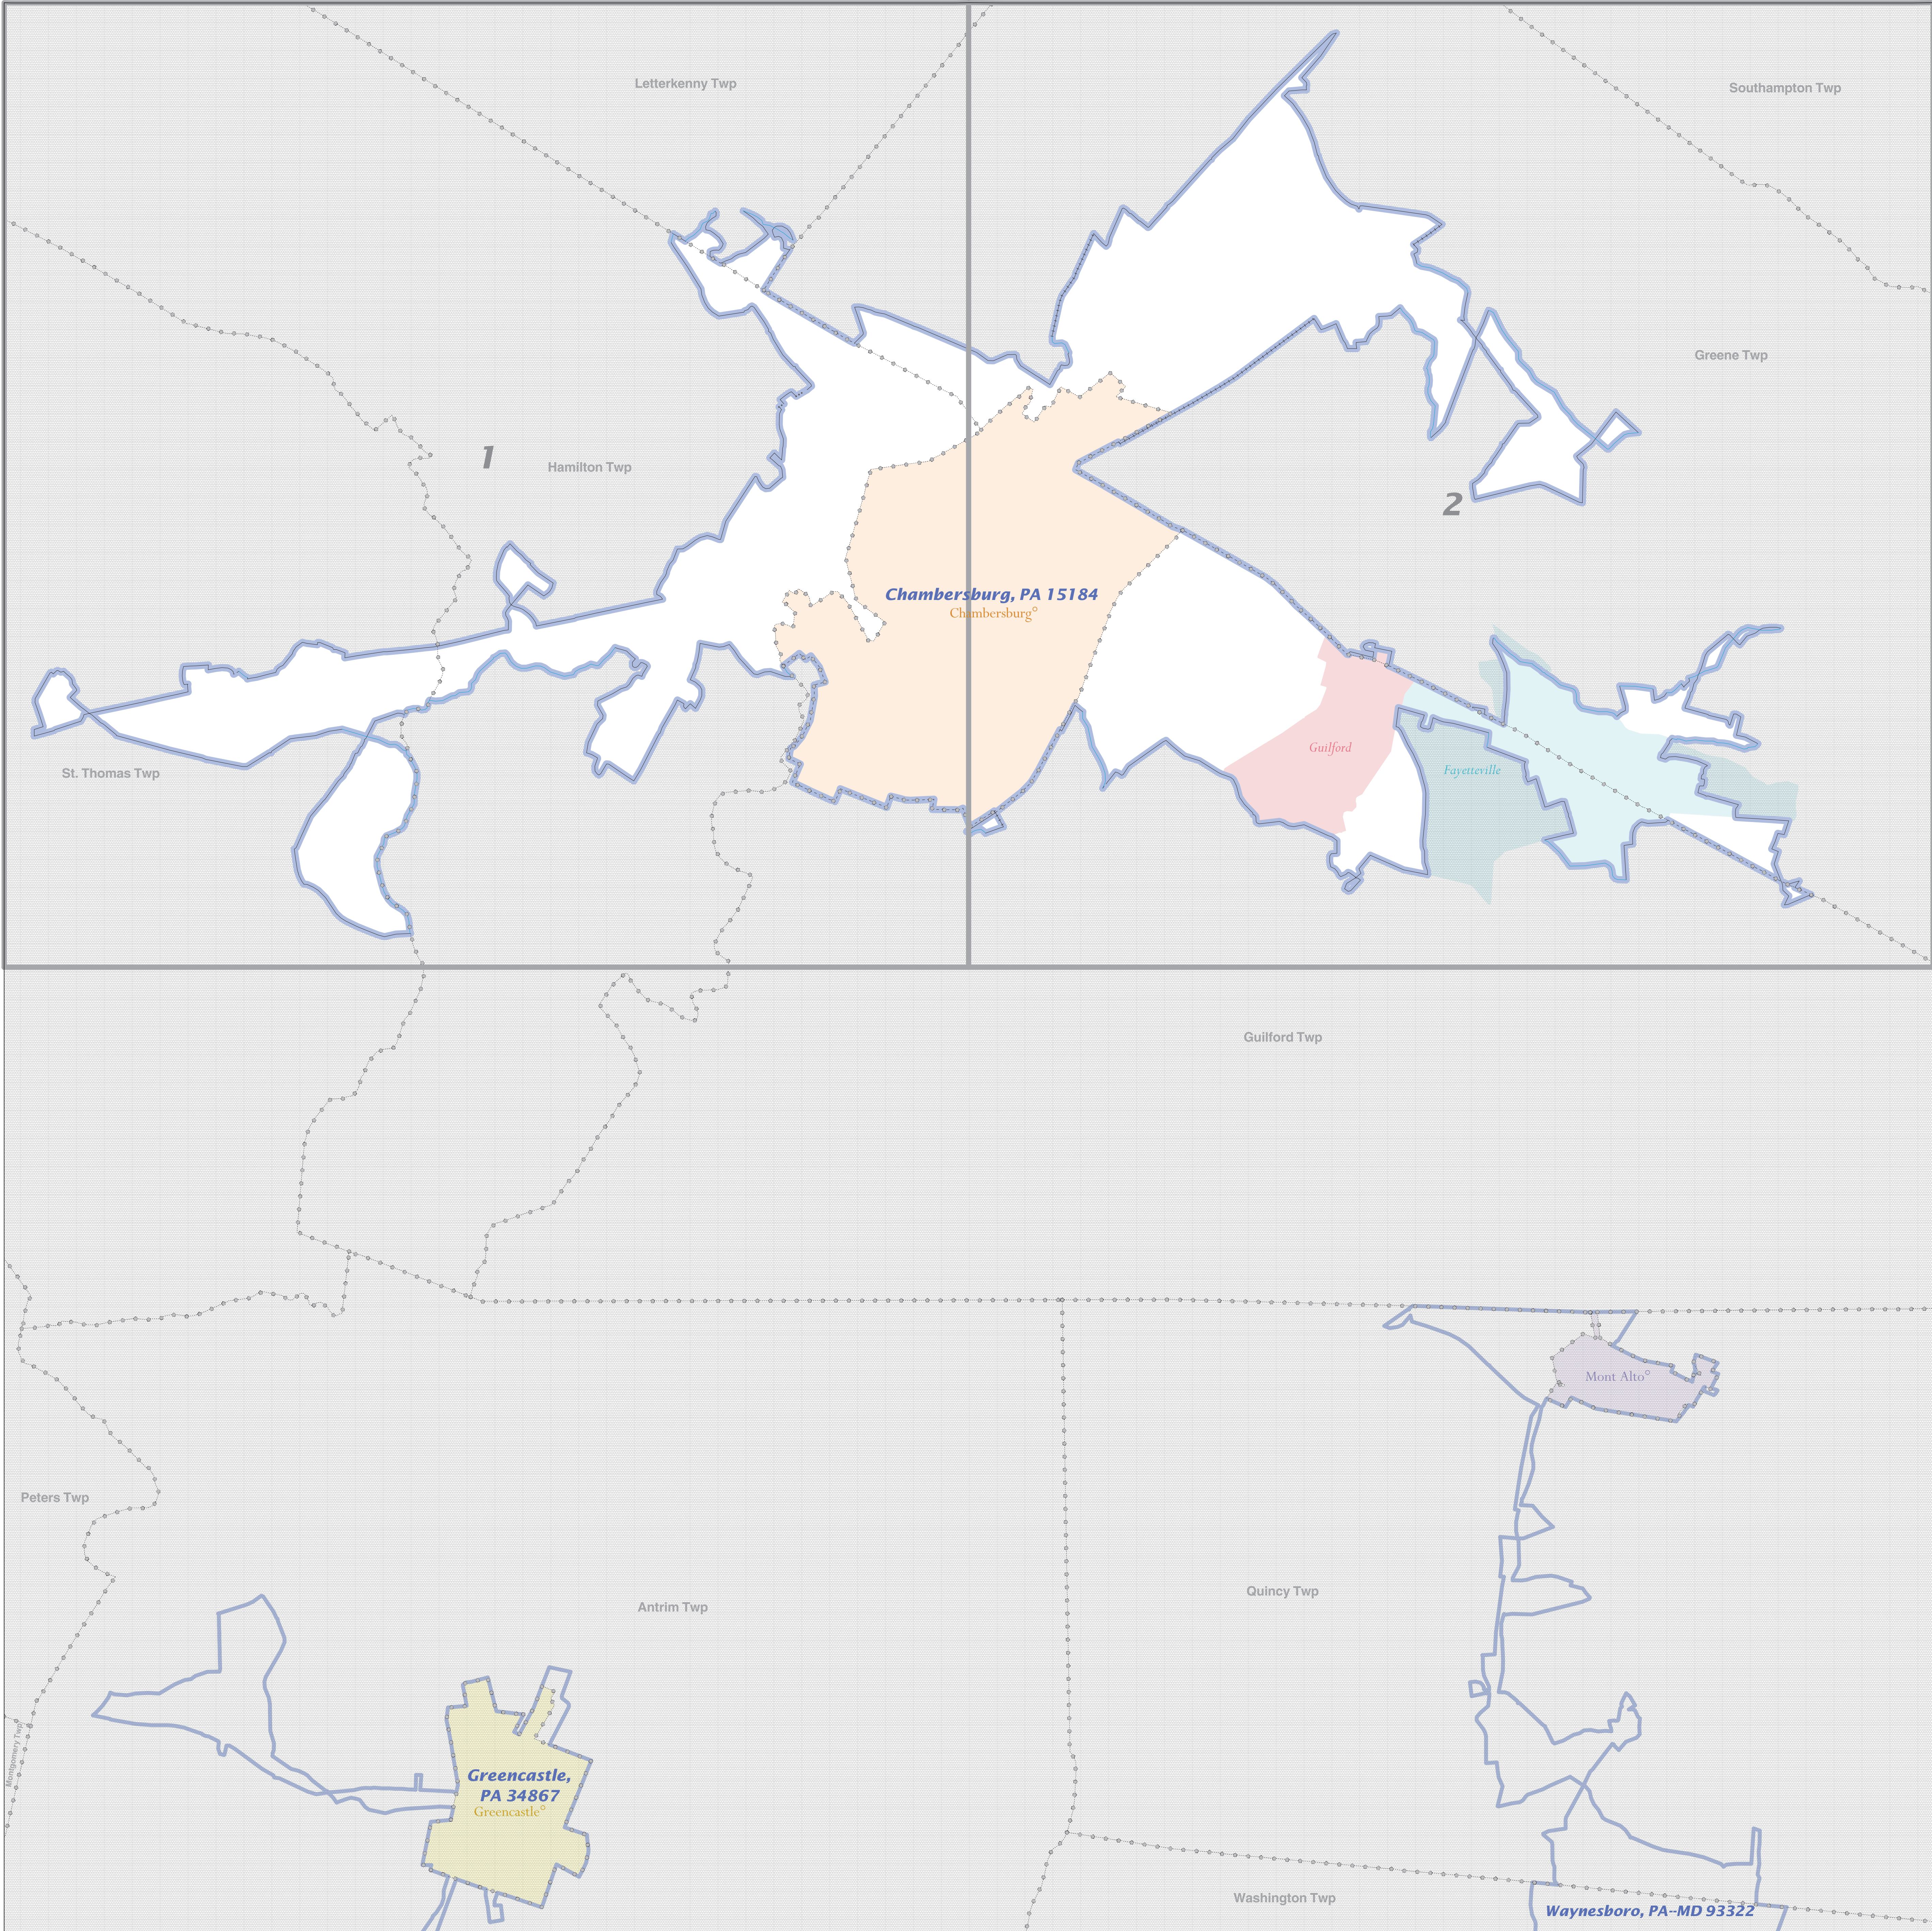 Letterkenny Twp
Southampton Twp
Greene Twp
1
Hamilton Twp
2
Chambersburg, PA 15184
Chambersburg
Guilford
Fayetteville
St. Thomas Twp
Guilford Twp
Mont Alto
Peters Twp
Quincy Twp
Antrim Twp
Montgomery Twp
Greencastle,
PA 34867
Greencastle
Washington Twp
Waynesboro, PA--MD 93322